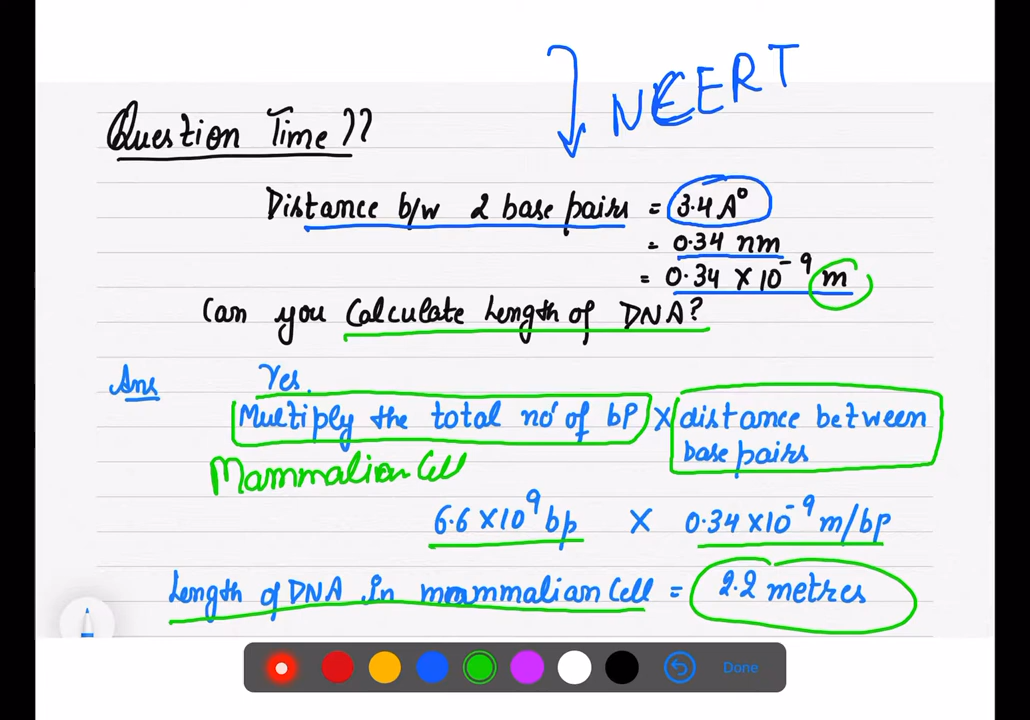 NCERT
Question Time??
Distance b/w 2 base pairs = 3.4 A°
= 0.34 nm
= 0.34 X 10⁻⁹ m
Can you Calculate Length of DNA?
Ans Yes.
Multiply the total no' of bP X distance between
base pairs
Mammalian Cell
6.6 X 10⁹ bp X 0.34 X 10⁻⁹ m/bp
Length of DNA In mammalian Cell = 2.2 metres
Done